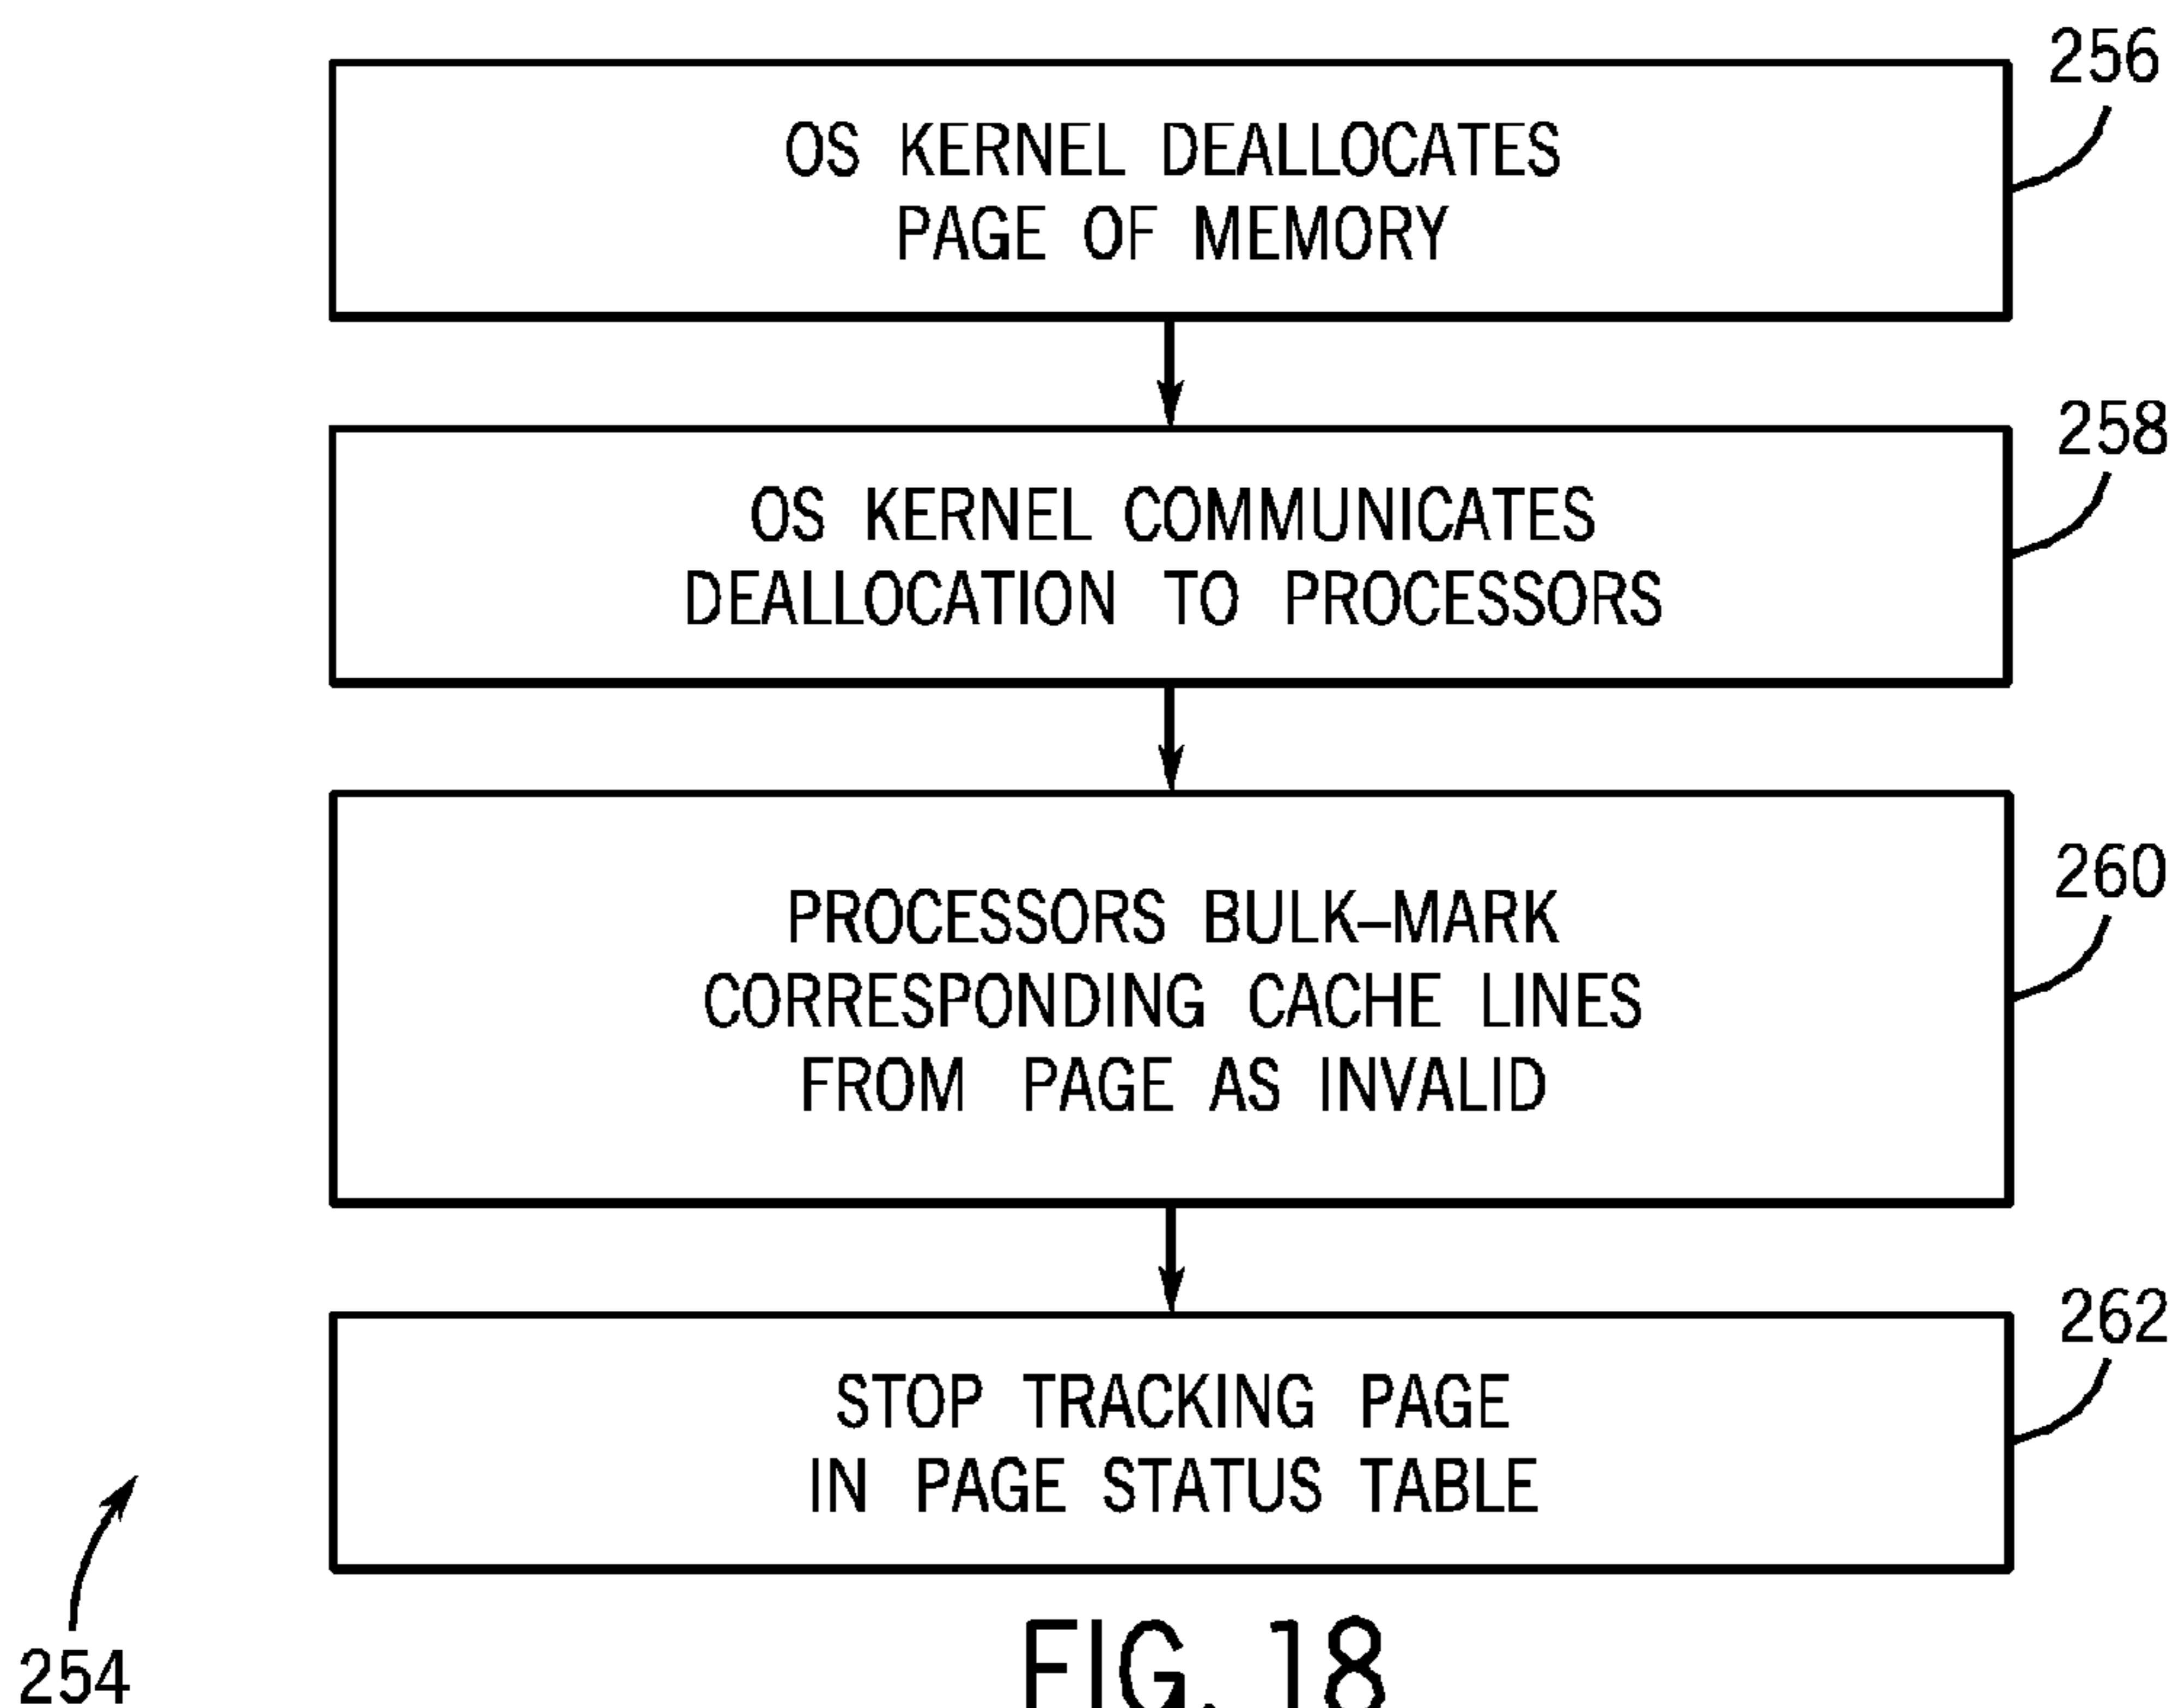 256
OS KERNEL DEALLOCATES
PAGE OF MEMORY
258
OS KERNEL COMMUNICATES
DEALLOCATION TO PROCESSORS
260
PROCESSORS BULK–MARK
CORRESPONDING CACHE LINES
FROM PAGE AS INVALID
262
STOP TRACKING PAGE
IN PAGE STATUS TABLE
254
FIG. 18